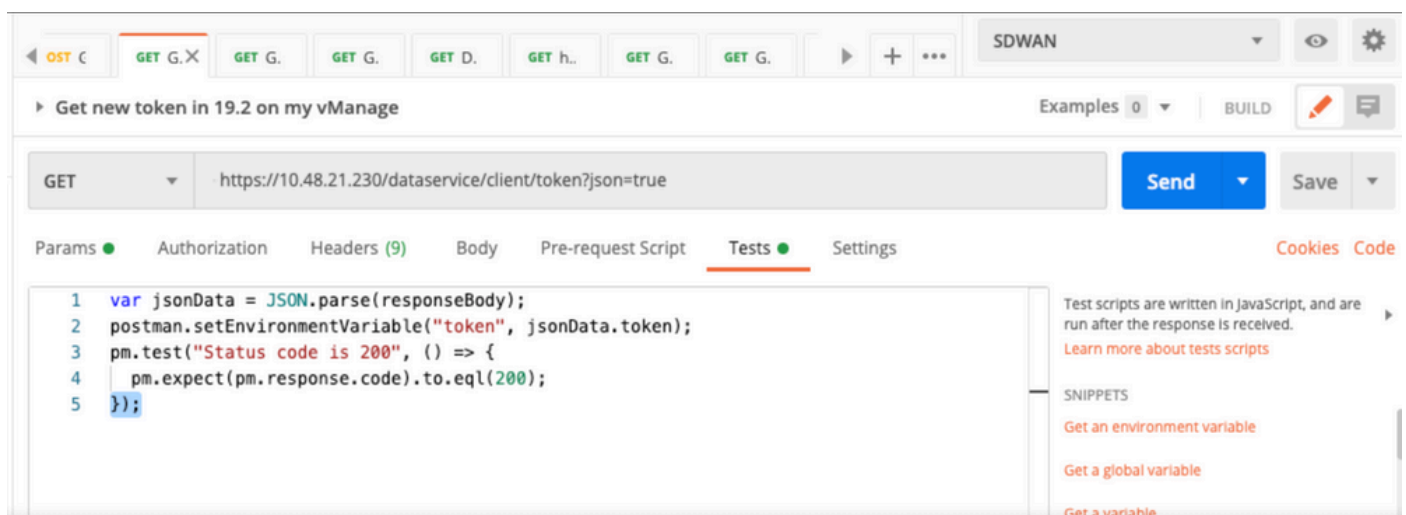 OST C GET G. GET G. GET G. GET D. GET h.. GET G. GET G. SDWAN
Get new token in 19.2 on my vManage Examples 0 BUILD
GET https://10.48.21.230/dataservice/client/token?json=true Send Save
Params Authorization Headers (9) Body Pre-request Script Tests Settings Cookies Code
1 var jsonData = JSON.parse(responseBody);
2 postman.setEnvironmentVariable("token", jsonData.token);
3 pm.test("Status code is 200", () => {
4 pm.expect(pm.response.code).to.eql(200);
5 });
Test scripts are written in JavaScript, and are
run after the response is received.
Learn more about tests scripts
SNIPPETS
Get an environment variable
Get a global variable
Get a variable